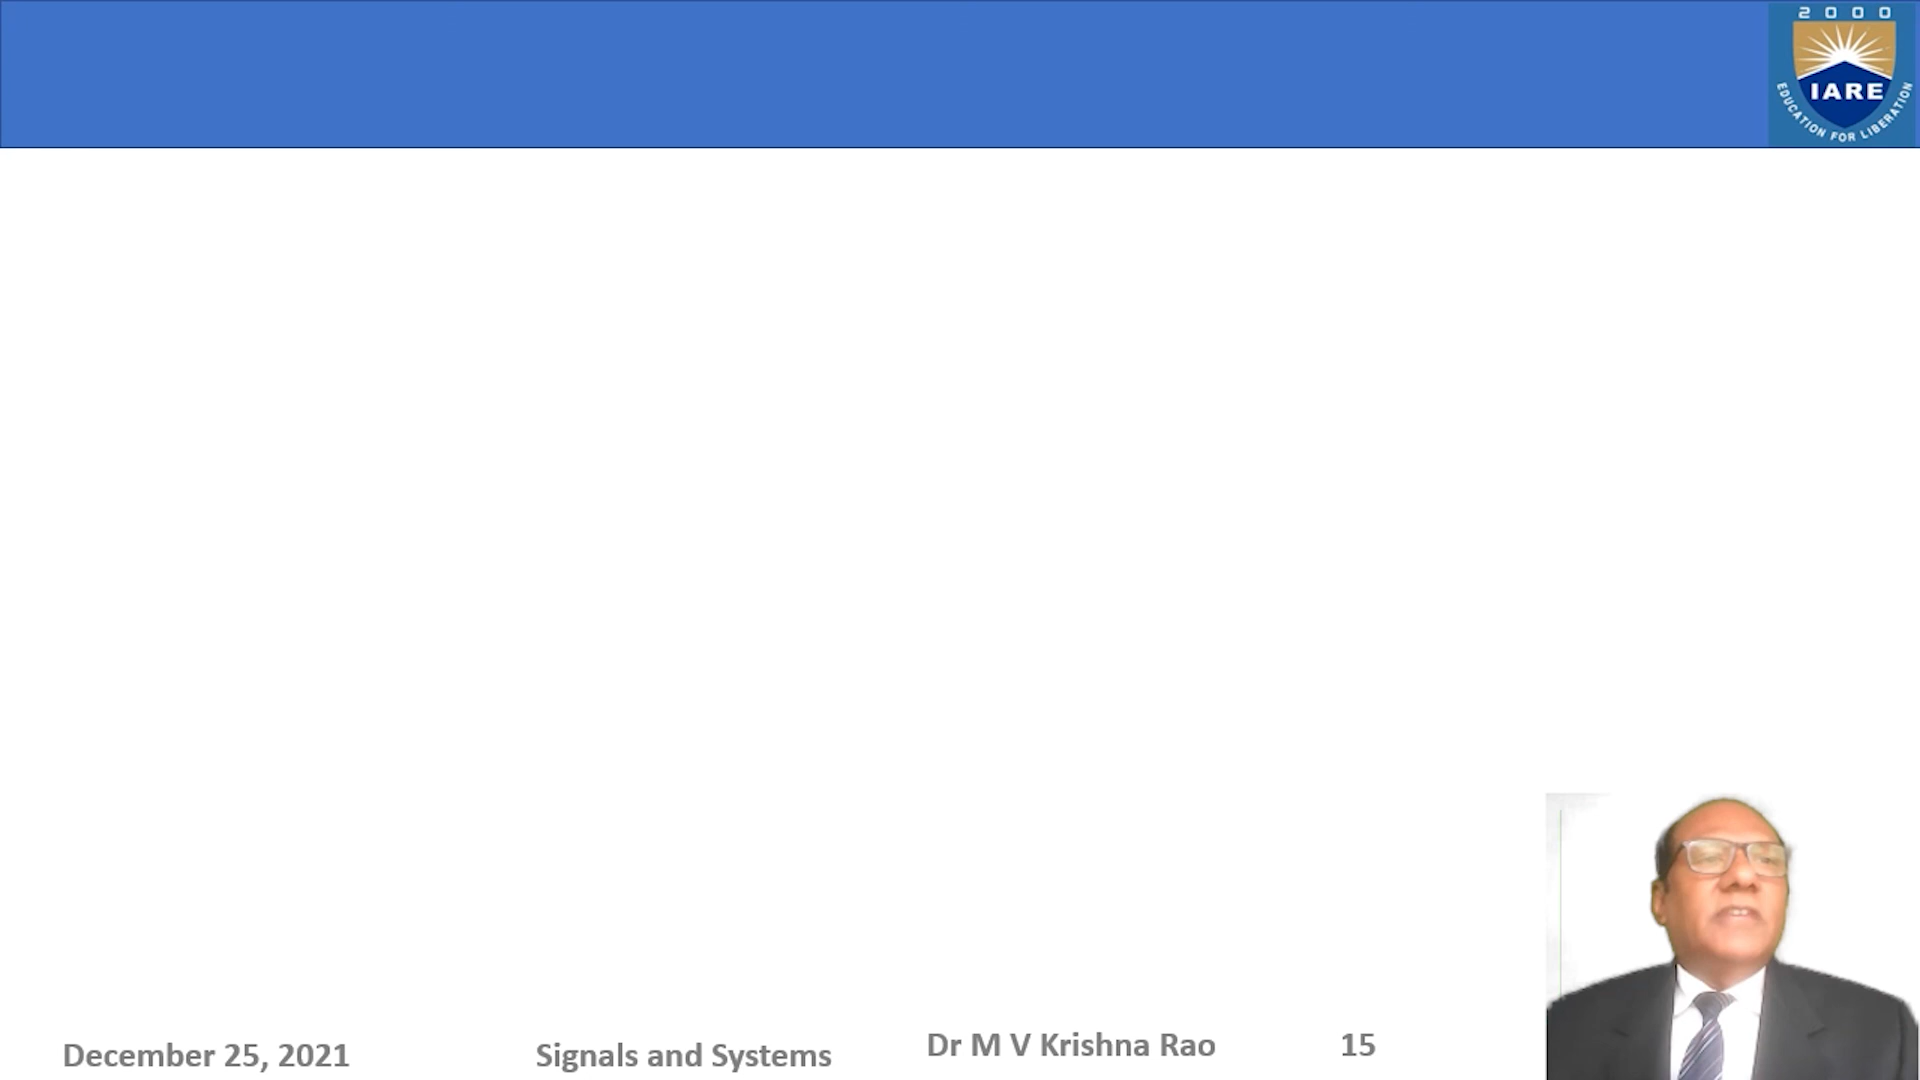 2000
IARE
EDUCATION FOR LIBERATION
December 25, 2021
Signals and Systems
Dr M V Krishna Rao
15